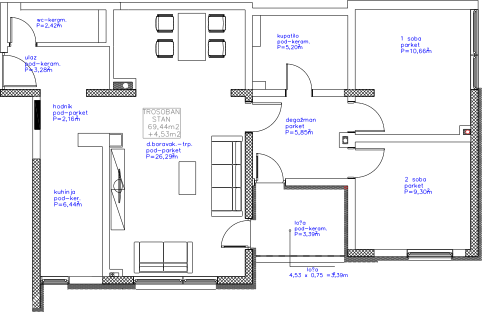 wc-keram.
P=2,42m
ulaz
pod-keram.
P=3,28m
kupatilo
pod-keram.
P=5,20m
1 soba
parket
P=10,66m
hodnik
pod-parket
P=2,16m
TROSOBAN
STAN
69,44m2
+4,53m2
d.boravak.-trp.
pod-parket
P=26,29m
degažman
parket
P=5,85m
kuhinja
pod-ker.
P=6,44m
2 soba
parket
P=9,30m
lođa
pod-keram.
P=3,39m
lođa
4,53 x 0,75 =3,39m